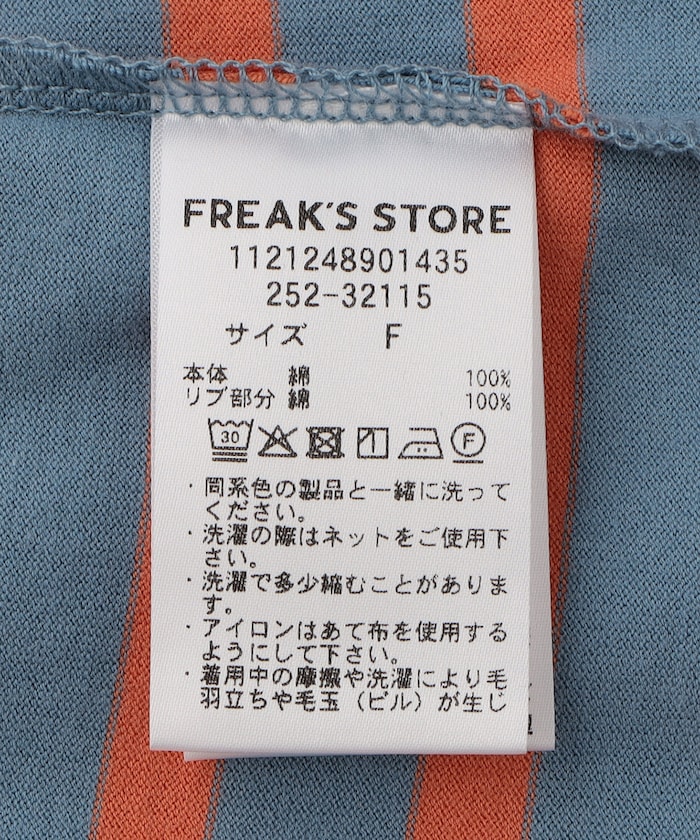 FREAK'S STORE
1121248901435
252-32115
サイズ F
本体 綿 100%
リブ部分 綿 100%
30 F
・同系色の製品と一緒に洗って
ください。
・洗濯の際はネットをご使用下
さい。
・洗濯で多少縮むことがありま
す。
・アイロンはあて布を使用する
ようにして下さい。
・着用中の摩擦や洗濯により毛
羽立ちや毛玉（ピル）が生じ